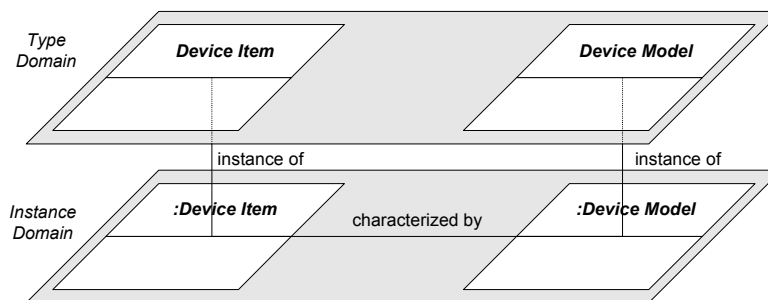 Type
Domain
Device Item
Device Model
instance of
instance of
Instance
Domain
:Device Item
:Device Model
characterized by